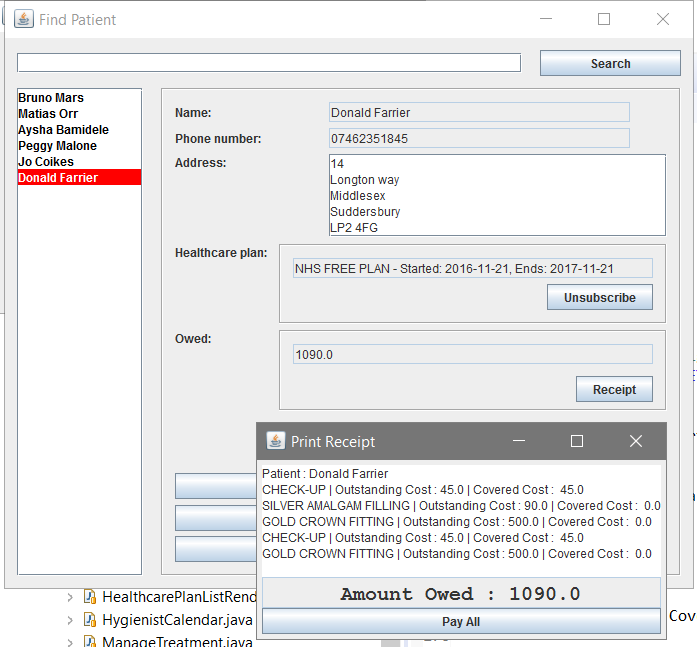 Find Patient
Search
Bruno Mars
Matias Orr
Aysha Bamidele
Peggy Malone
Jo Coikes
Donald Farrier
Name:
Donald Farrier
Phone number:
07462351845
Address:
14
Longton way
Middlesex
Suddersbury
LP2 4FG
Healthcare plan:
NHS FREE PLAN - Started: 2016-11-21, Ends: 2017-11-21
Unsubscribe
Owed:
1090.0
Receipt
Print Receipt
Patient : Donald Farrier
CHECK-UP | Outstanding Cost : 45.0 | Covered Cost : 45.0
SILVER AMALGAM FILLING | Outstanding Cost : 90.0 | Covered Cost : 0.0
GOLD CROWN FITTING | Outstanding Cost : 500.0 | Covered Cost : 0.0
CHECK-UP | Outstanding Cost : 45.0 | Covered Cost : 45.0
GOLD CROWN FITTING | Outstanding Cost : 500.0 | Covered Cost : 0.0
Amount Owed : 1090.0
Pay All
HealthcarePlanListRend
HygienistCalendar.java
ManageTreatment.java
Cov